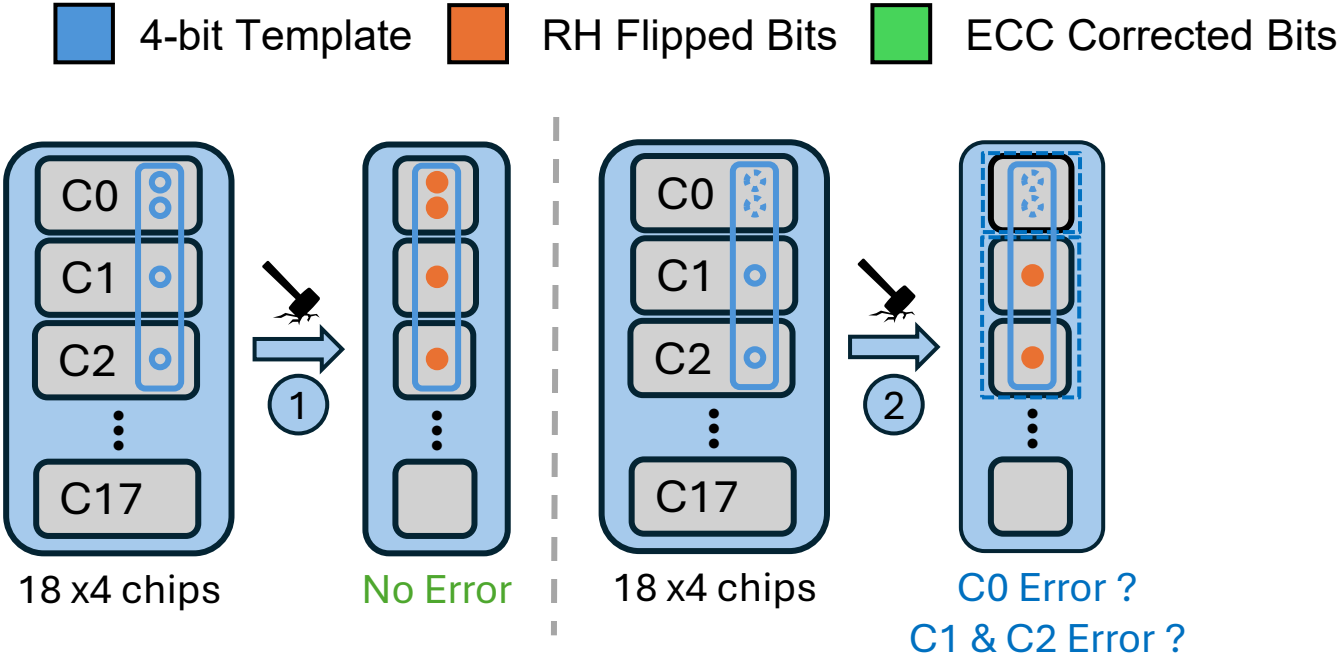 4-bit Template RH Flipped Bits ECC Corrected Bits
C0
C1
C2
C17
18 x4 chips
1
No Error
C0
C1
C2
C17
18 x4 chips
2
C0 Error ?
C1 & C2 Error ?